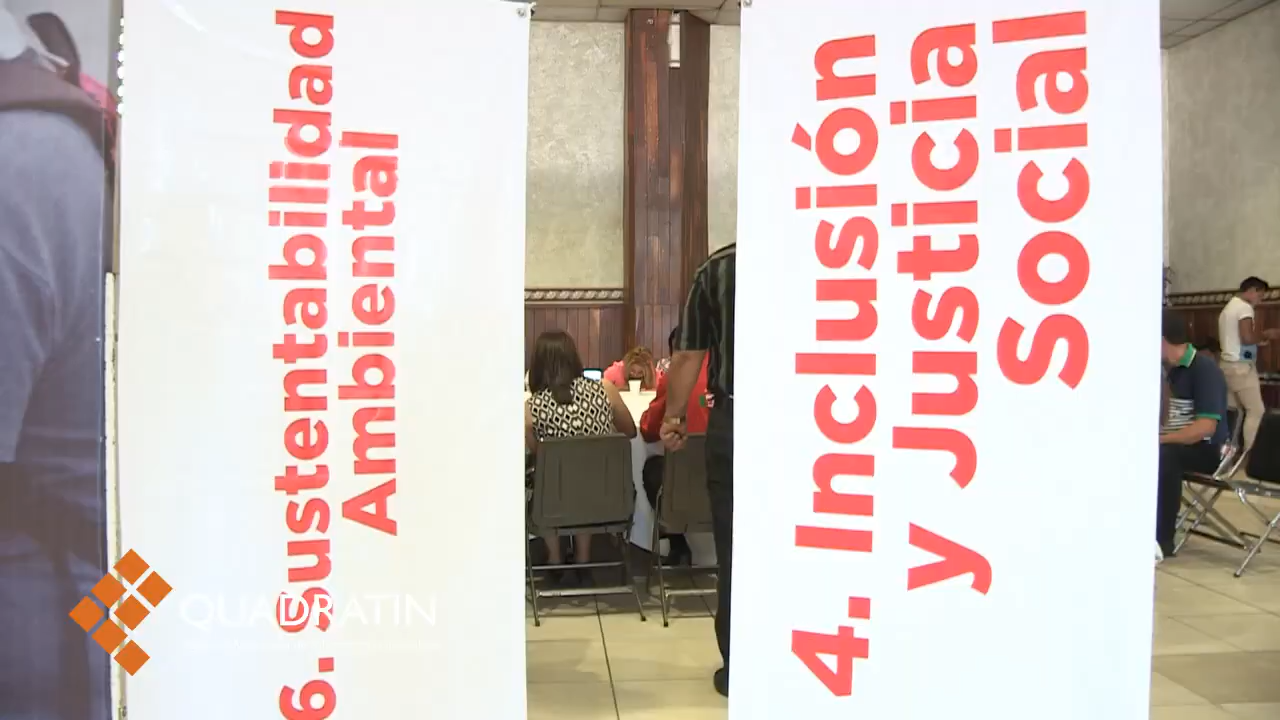 6. Sustentabilidad
Ambiental
4. Inclusión
y Justicia
Social
QUADRATIN